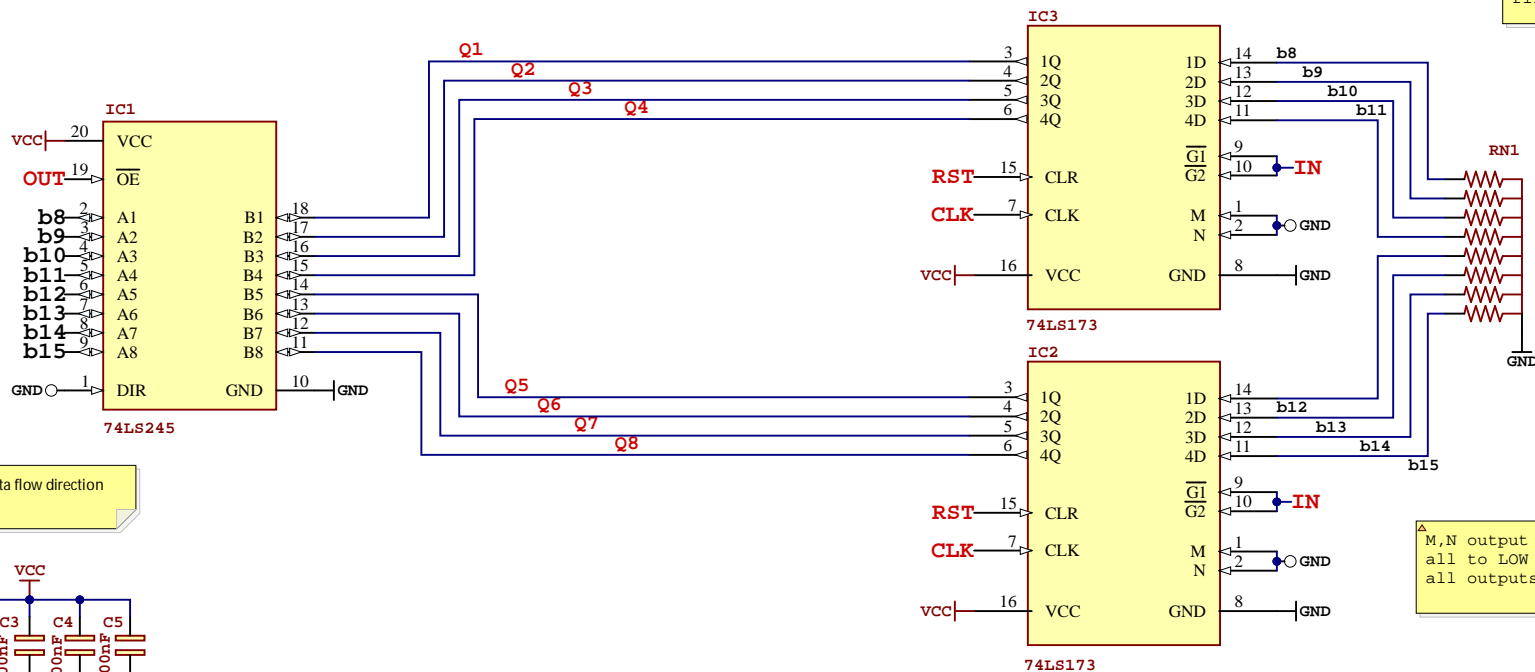 IC3
Q1
3
1Q
1D
14
b8
Q2
4
2Q
2D
13
b9
Q3
5
3Q
3D
12
b10
Q4
6
4Q
4D
11
b11
IC1
VCC
20
VCC
OUT
19
OE
G1
9
G2
10
IN
RN1
RST
15
CLR
CLK
7
CLK
M
1
N
2
GND
VCC
16
VCC
GND
8
GND
74LS173
b8
2
A1
B1
18
b9
3
A2
B2
17
b10
4
A3
B3
16
b11
5
A4
B4
15
b12
6
A5
B5
14
b13
7
A6
B6
13
b14
8
A7
B7
12
b15
9
A8
B8
11
GND
1
DIR
GND
10
GND
74LS245
GND
IC2
Q5
3
1Q
1D
14
b12
Q6
4
2Q
2D
13
b13
Q7
5
3Q
3D
12
b14
Q8
6
4Q
4D
11
b15
ta flow direction
G1
9
G2
10
IN
RST
15
CLR
CLK
7
CLK
M
1
N
2
GND
VCC
16
VCC
GND
8
GND
74LS173
M,N output
all to LOW
all outputs
VCC
C3
C4
C5
00nF
00nF
00nF